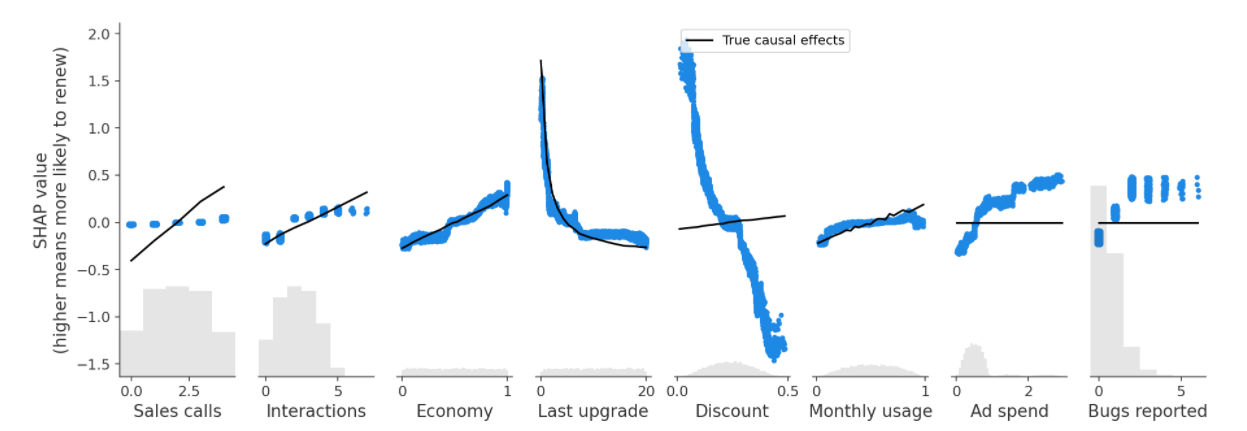 SHAP value
(higher means more likely to renew)
2.0
1.5
1.0
0.5
0.0
−0.5
−1.0
−1.5
True causal effects
0.0 2.5
Sales calls
0 5
Interactions
0 1
Economy
0 20
Last upgrade
0.0 0.5
Discount
0 1
Monthly usage
0 2
Ad spend
0 5
Bugs reported